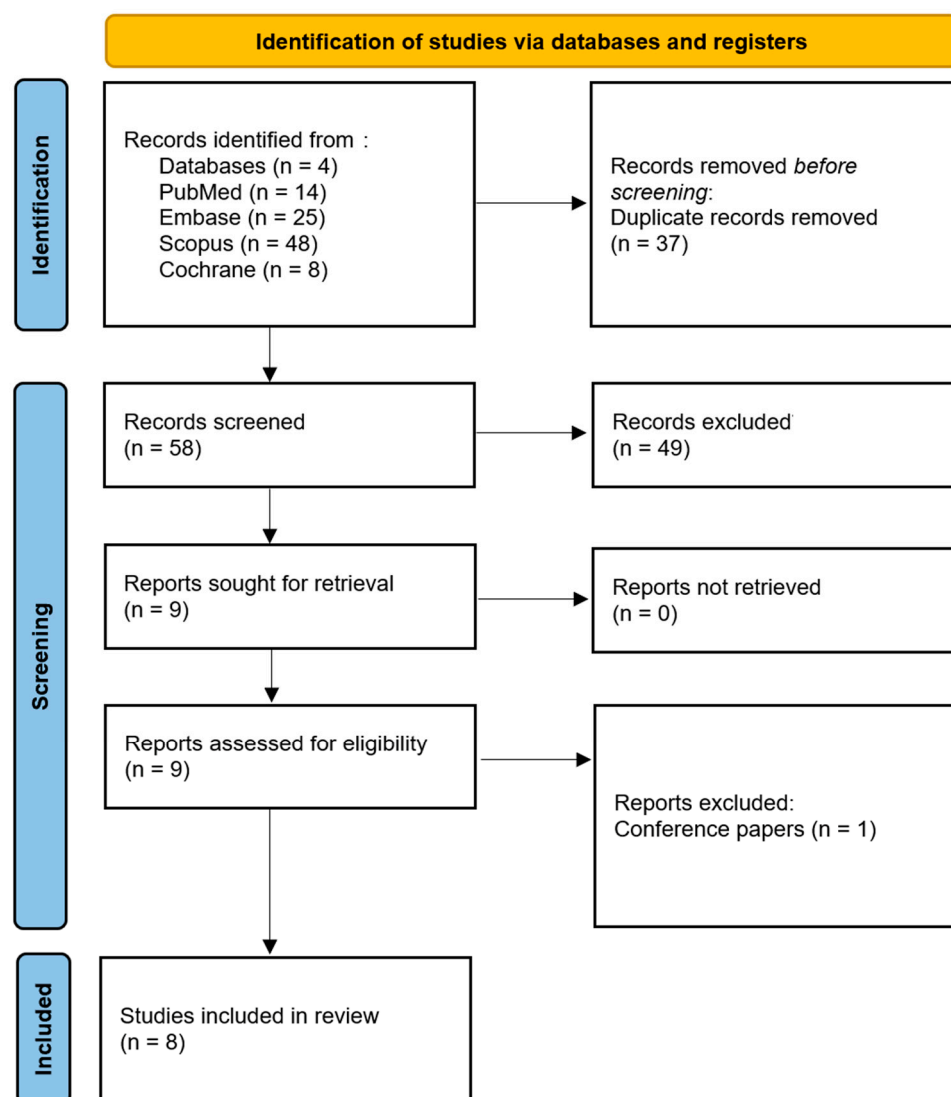 Identification of studies via databases and registers
Identification
Records identified from :
Databases (n = 4)
PubMed (n = 14)
Embase (n = 25)
Scopus (n = 48)
Cochrane (n = 8)
Records removed before
screening:
Duplicate records removed
(n = 37)
Screening
Records screened
(n = 58)
Records excluded
(n = 49)
Reports sought for retrieval
(n = 9)
Reports not retrieved
(n = 0)
Reports assessed for eligibility
(n = 9)
Reports excluded:
Conference papers (n = 1)
Included
Studies included in review
(n = 8)